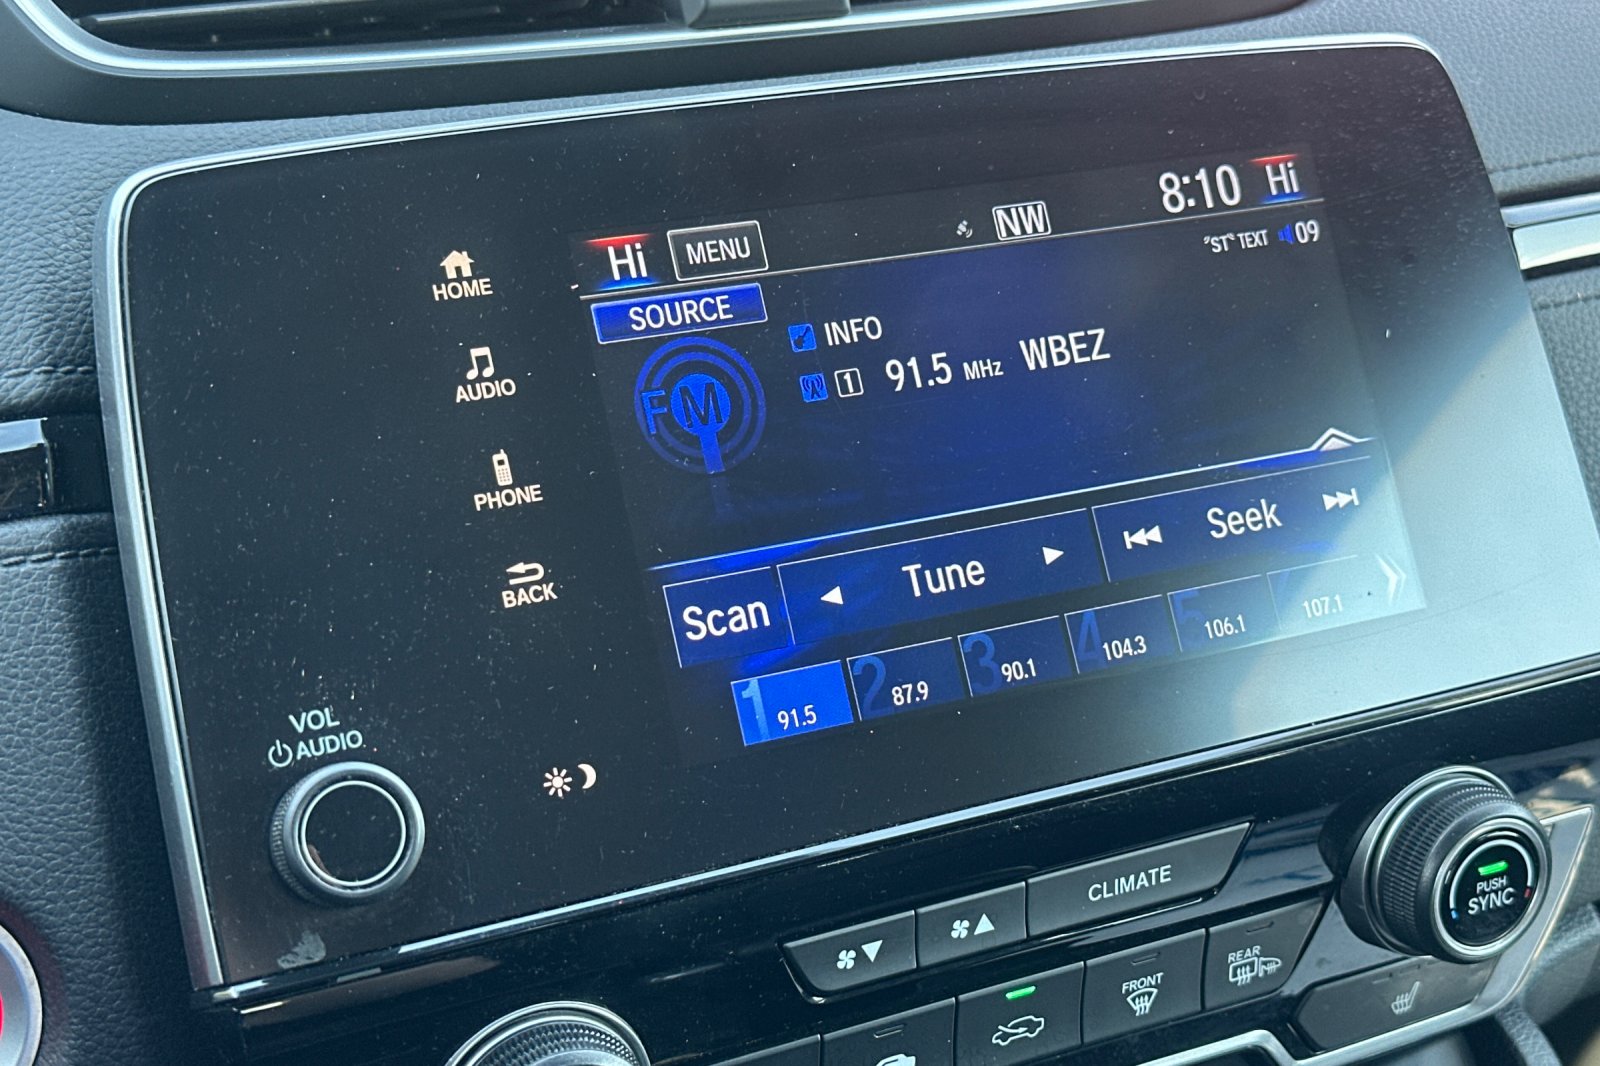 Hi MENU NW 8:10 Hi
"ST" TEXT 09
SOURCE
INFO
FM
1 91.5 MHz WBEZ
Scan Tune Seek
1 91.5
2 87.9
3 90.1
4 104.3
5 106.1
107.1
HOME
AUDIO
PHONE
BACK
VOL
AUDIO
CLIMATE
PUSH
SYNC
FRONT
REAR